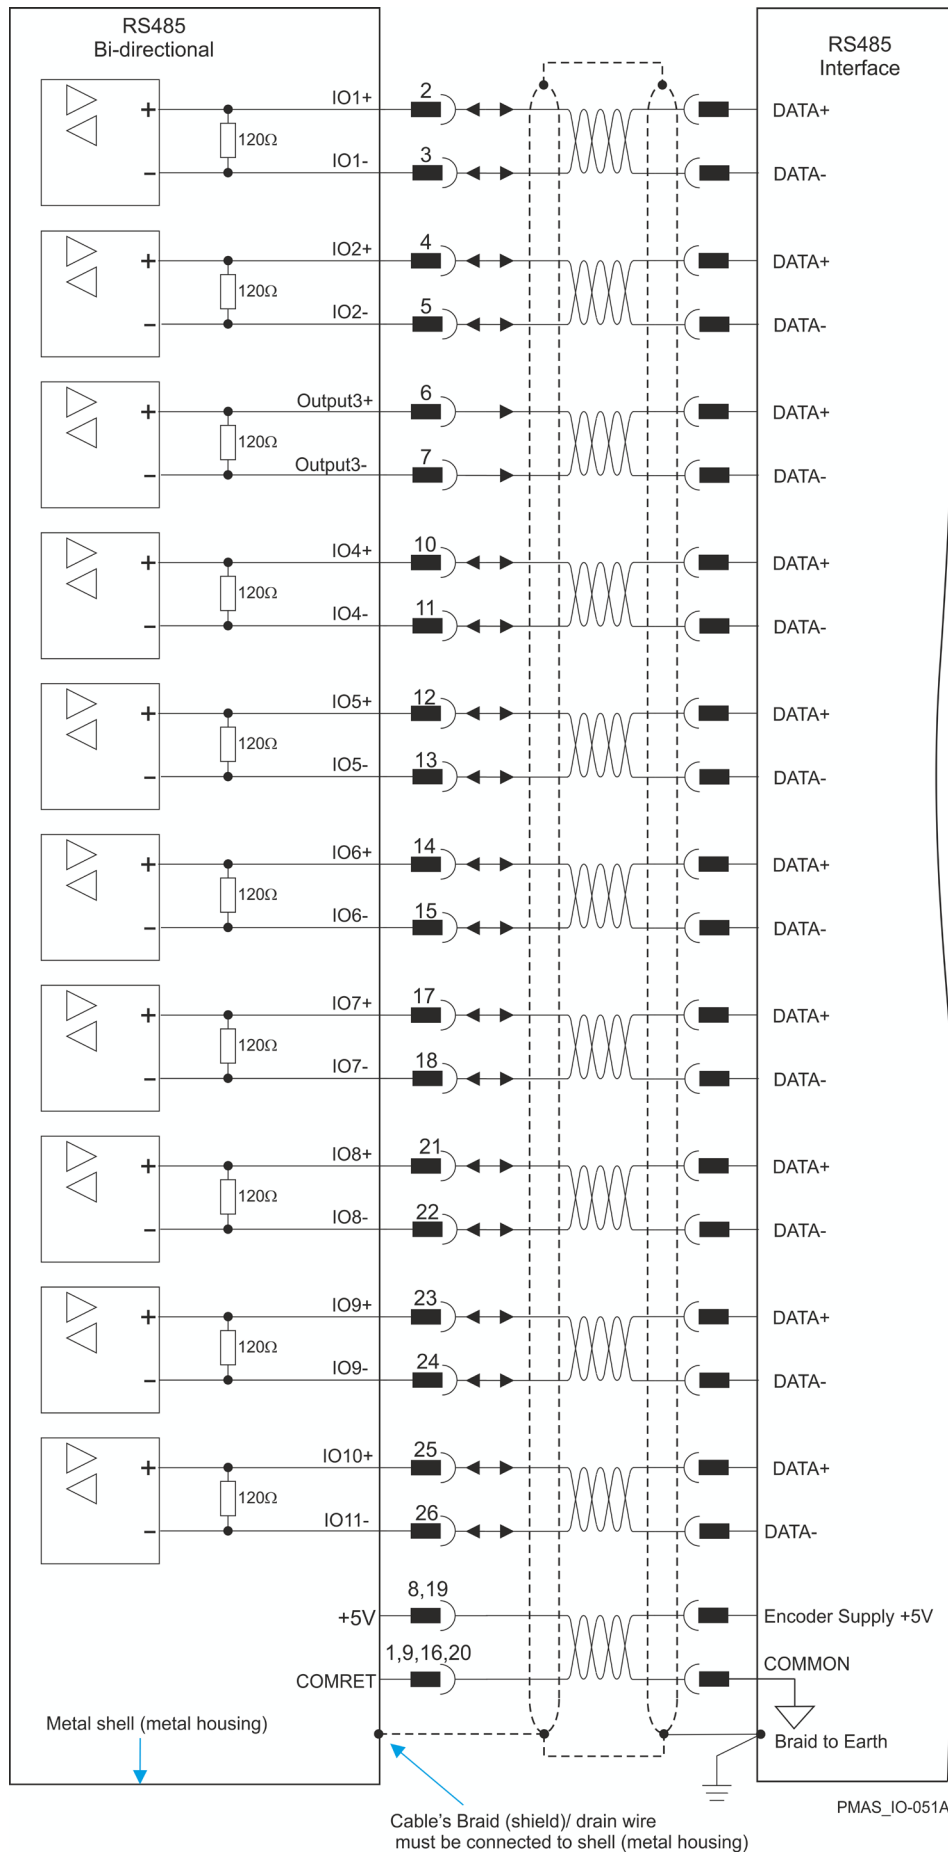 RS485
Bi-directional
RS485
Interface
IO1+
2
DATA+
120Ω
IO1-
3
DATA-
IO2+
4
DATA+
120Ω
IO2-
5
DATA-
Output3+
6
DATA+
120Ω
Output3-
7
DATA-
IO4+
10
DATA+
120Ω
IO4-
11
DATA-
IO5+
12
DATA+
120Ω
IO5-
13
DATA-
IO6+
14
DATA+
120Ω
IO6-
15
DATA-
IO7+
17
DATA+
120Ω
IO7-
18
DATA-
IO8+
21
DATA+
120Ω
IO8-
22
DATA-
IO9+
23
DATA+
120Ω
IO9-
24
DATA-
IO10+
25
DATA+
120Ω
IO11-
26
DATA-
8,19
+5V
Encoder Supply +5V
1,9,16,20
COMRET
COMMON
Metal shell (metal housing)
Braid to Earth
PMAS_IO-051A
Cable's Braid (shield)/ drain wire
must be connected to shell (metal housing)